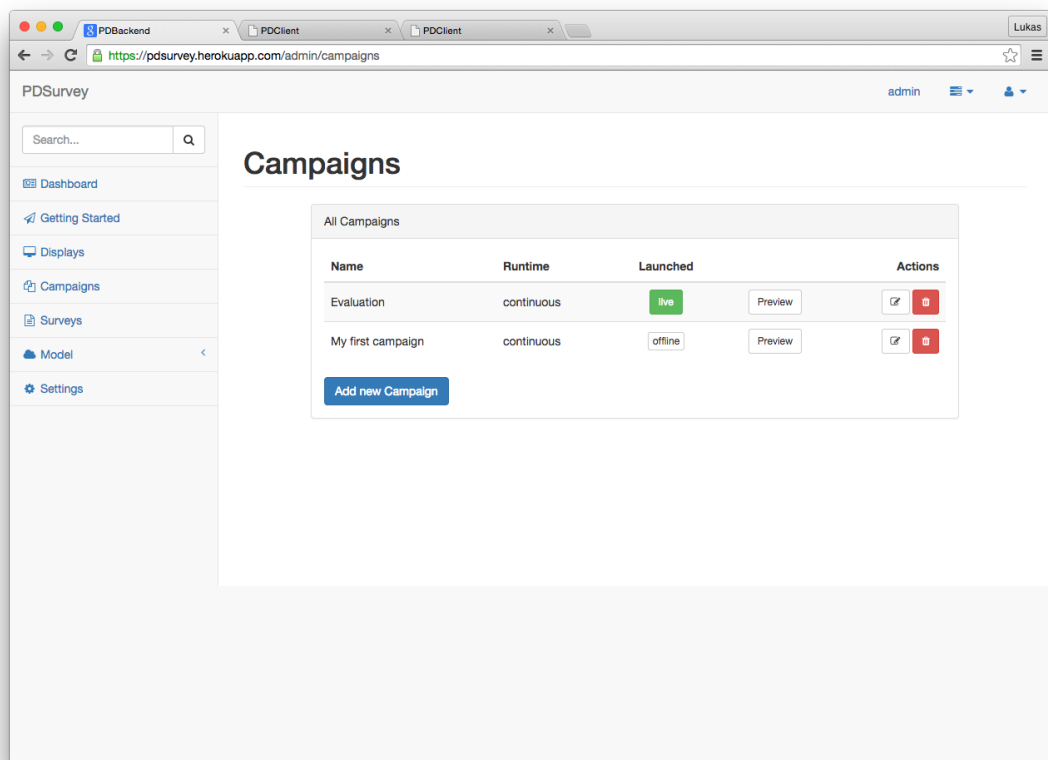 Lukas
PDBackend
PDClient
PDClient
https://pdsurvey.herokuapp.com/admin/campaigns
PDSurvey
admin
Search...
Dashboard
Getting Started
Displays
Campaigns
Surveys
Model
Settings
Campaigns
All Campaigns
Name Runtime Launched Actions
Evaluation continuous live Preview
My first campaign continuous offline Preview
Add new Campaign